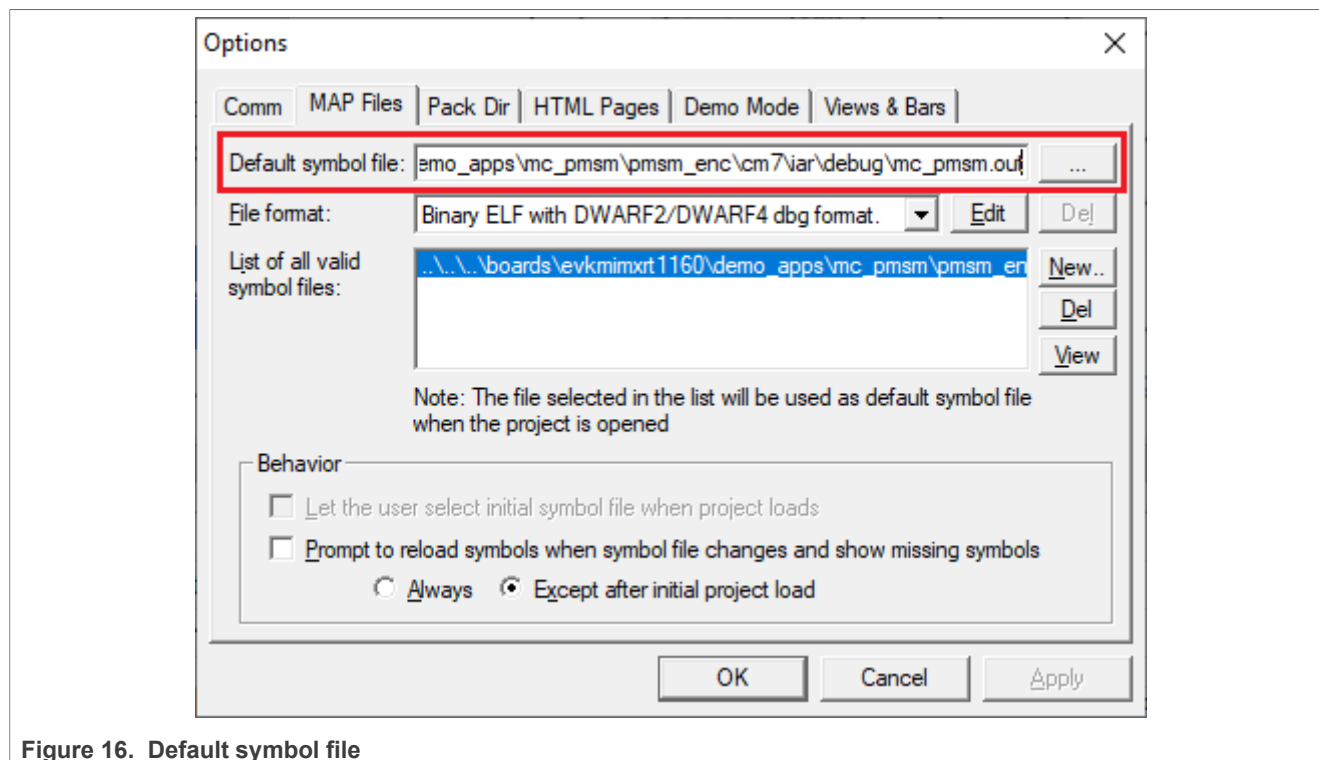 Options
Comm MAP Files Pack Dir HTML Pages Demo Mode Views & Bars
Default symbol file: emo_apps\mc_pmsm\pmsm_enc\cm7\iar\debug\mc_pmsm.out ...
File format: Binary ELF with DWARF2/DWARF4 dbg format. Edit Del
List of all valid
symbol files:
..\..\..\boards\evkmimxrt1160\demo_apps\mc_pmsm\pmsm_en
New..
Del
View
Note: The file selected in the list will be used as default symbol file
when the project is opened
Behavior
Let the user select initial symbol file when project loads
Prompt to reload symbols when symbol file changes and show missing symbols
Always Except after initial project load
OK Cancel Apply
Figure 16. Default symbol file